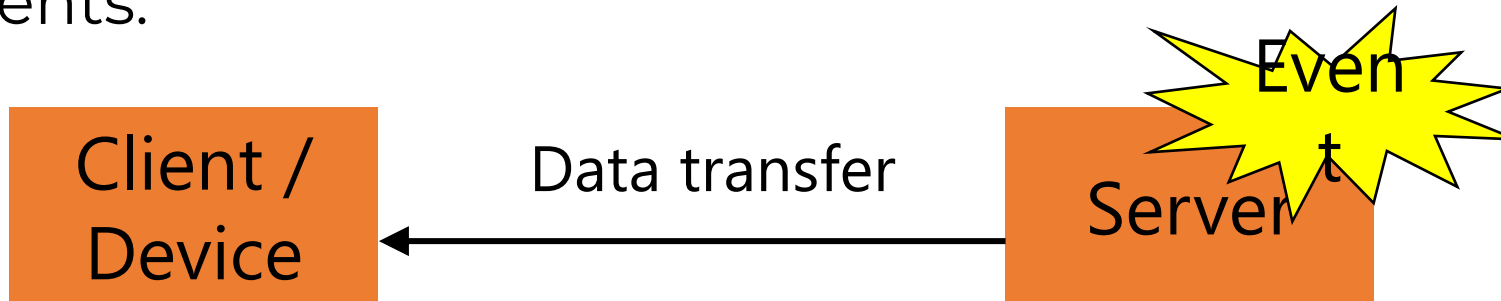 ents.
Even
t
Client /
Device
Data transfer
Server